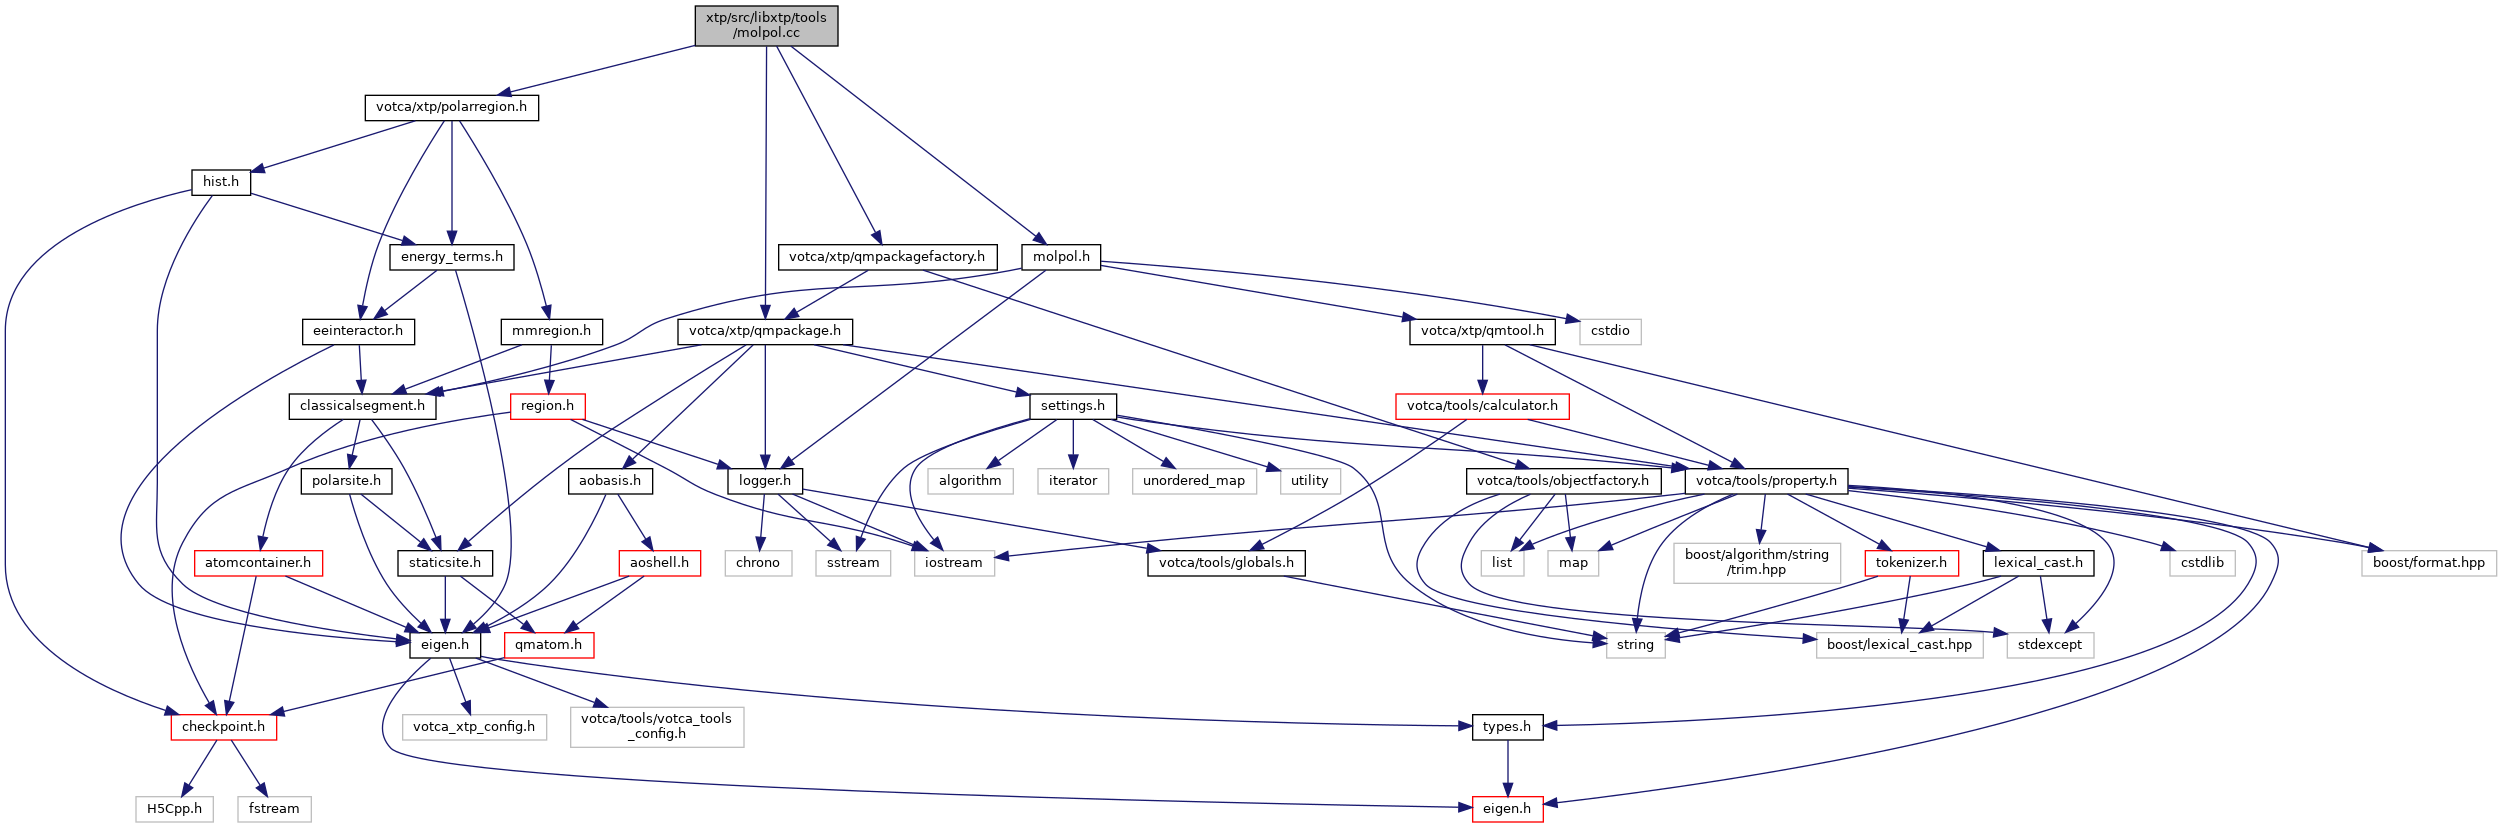 xtp/src/libxtp/tools
/molpol.cc
votca/xtp/polarregion.h
hist.h
energy_terms.h
votca/xtp/qmpackagefactory.h
molpol.h
eeinteractor.h
mmregion.h
votca/xtp/qmpackage.h
votca/xtp/qmtool.h
cstdio
classicalsegment.h
region.h
settings.h
votca/tools/calculator.h
polarsite.h
aobasis.h
logger.h
algorithm
iterator
unordered_map
utility
votca/tools/objectfactory.h
votca/tools/property.h
atomcontainer.h
staticsite.h
aoshell.h
chrono
sstream
iostream
votca/tools/globals.h
list
map
boost/algorithm/string
/trim.hpp
tokenizer.h
lexical_cast.h
cstdlib
boost/format.hpp
eigen.h
qmatom.h
string
boost/lexical_cast.hpp
stdexcept
checkpoint.h
votca_xtp_config.h
votca/tools/votca_tools
_config.h
types.h
H5Cpp.h
fstream
eigen.h